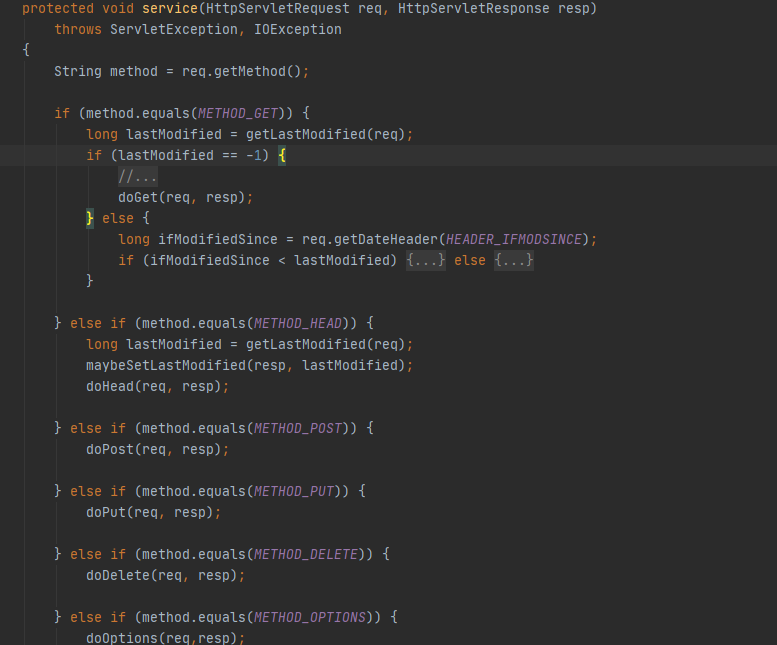 protected void service(HttpServletRequest req, HttpServletResponse resp)
    throws ServletException, IOException
{
    String method = req.getMethod();

    if (method.equals(METHOD_GET)) {
        long lastModified = getLastModified(req);
        if (lastModified == -1) {
            //...
            doGet(req, resp);
        } else {
            long ifModifiedSince = req.getDateHeader(HEADER_IFMODSINCE);
            if (ifModifiedSince < lastModified) {...} else {...}
        }

    } else if (method.equals(METHOD_HEAD)) {
        long lastModified = getLastModified(req);
        maybeSetLastModified(resp, lastModified);
        doHead(req, resp);

    } else if (method.equals(METHOD_POST)) {
        doPost(req, resp);

    } else if (method.equals(METHOD_PUT)) {
        doPut(req, resp);

    } else if (method.equals(METHOD_DELETE)) {
        doDelete(req, resp);

    } else if (method.equals(METHOD_OPTIONS)) {
        doOptions(req,resp);